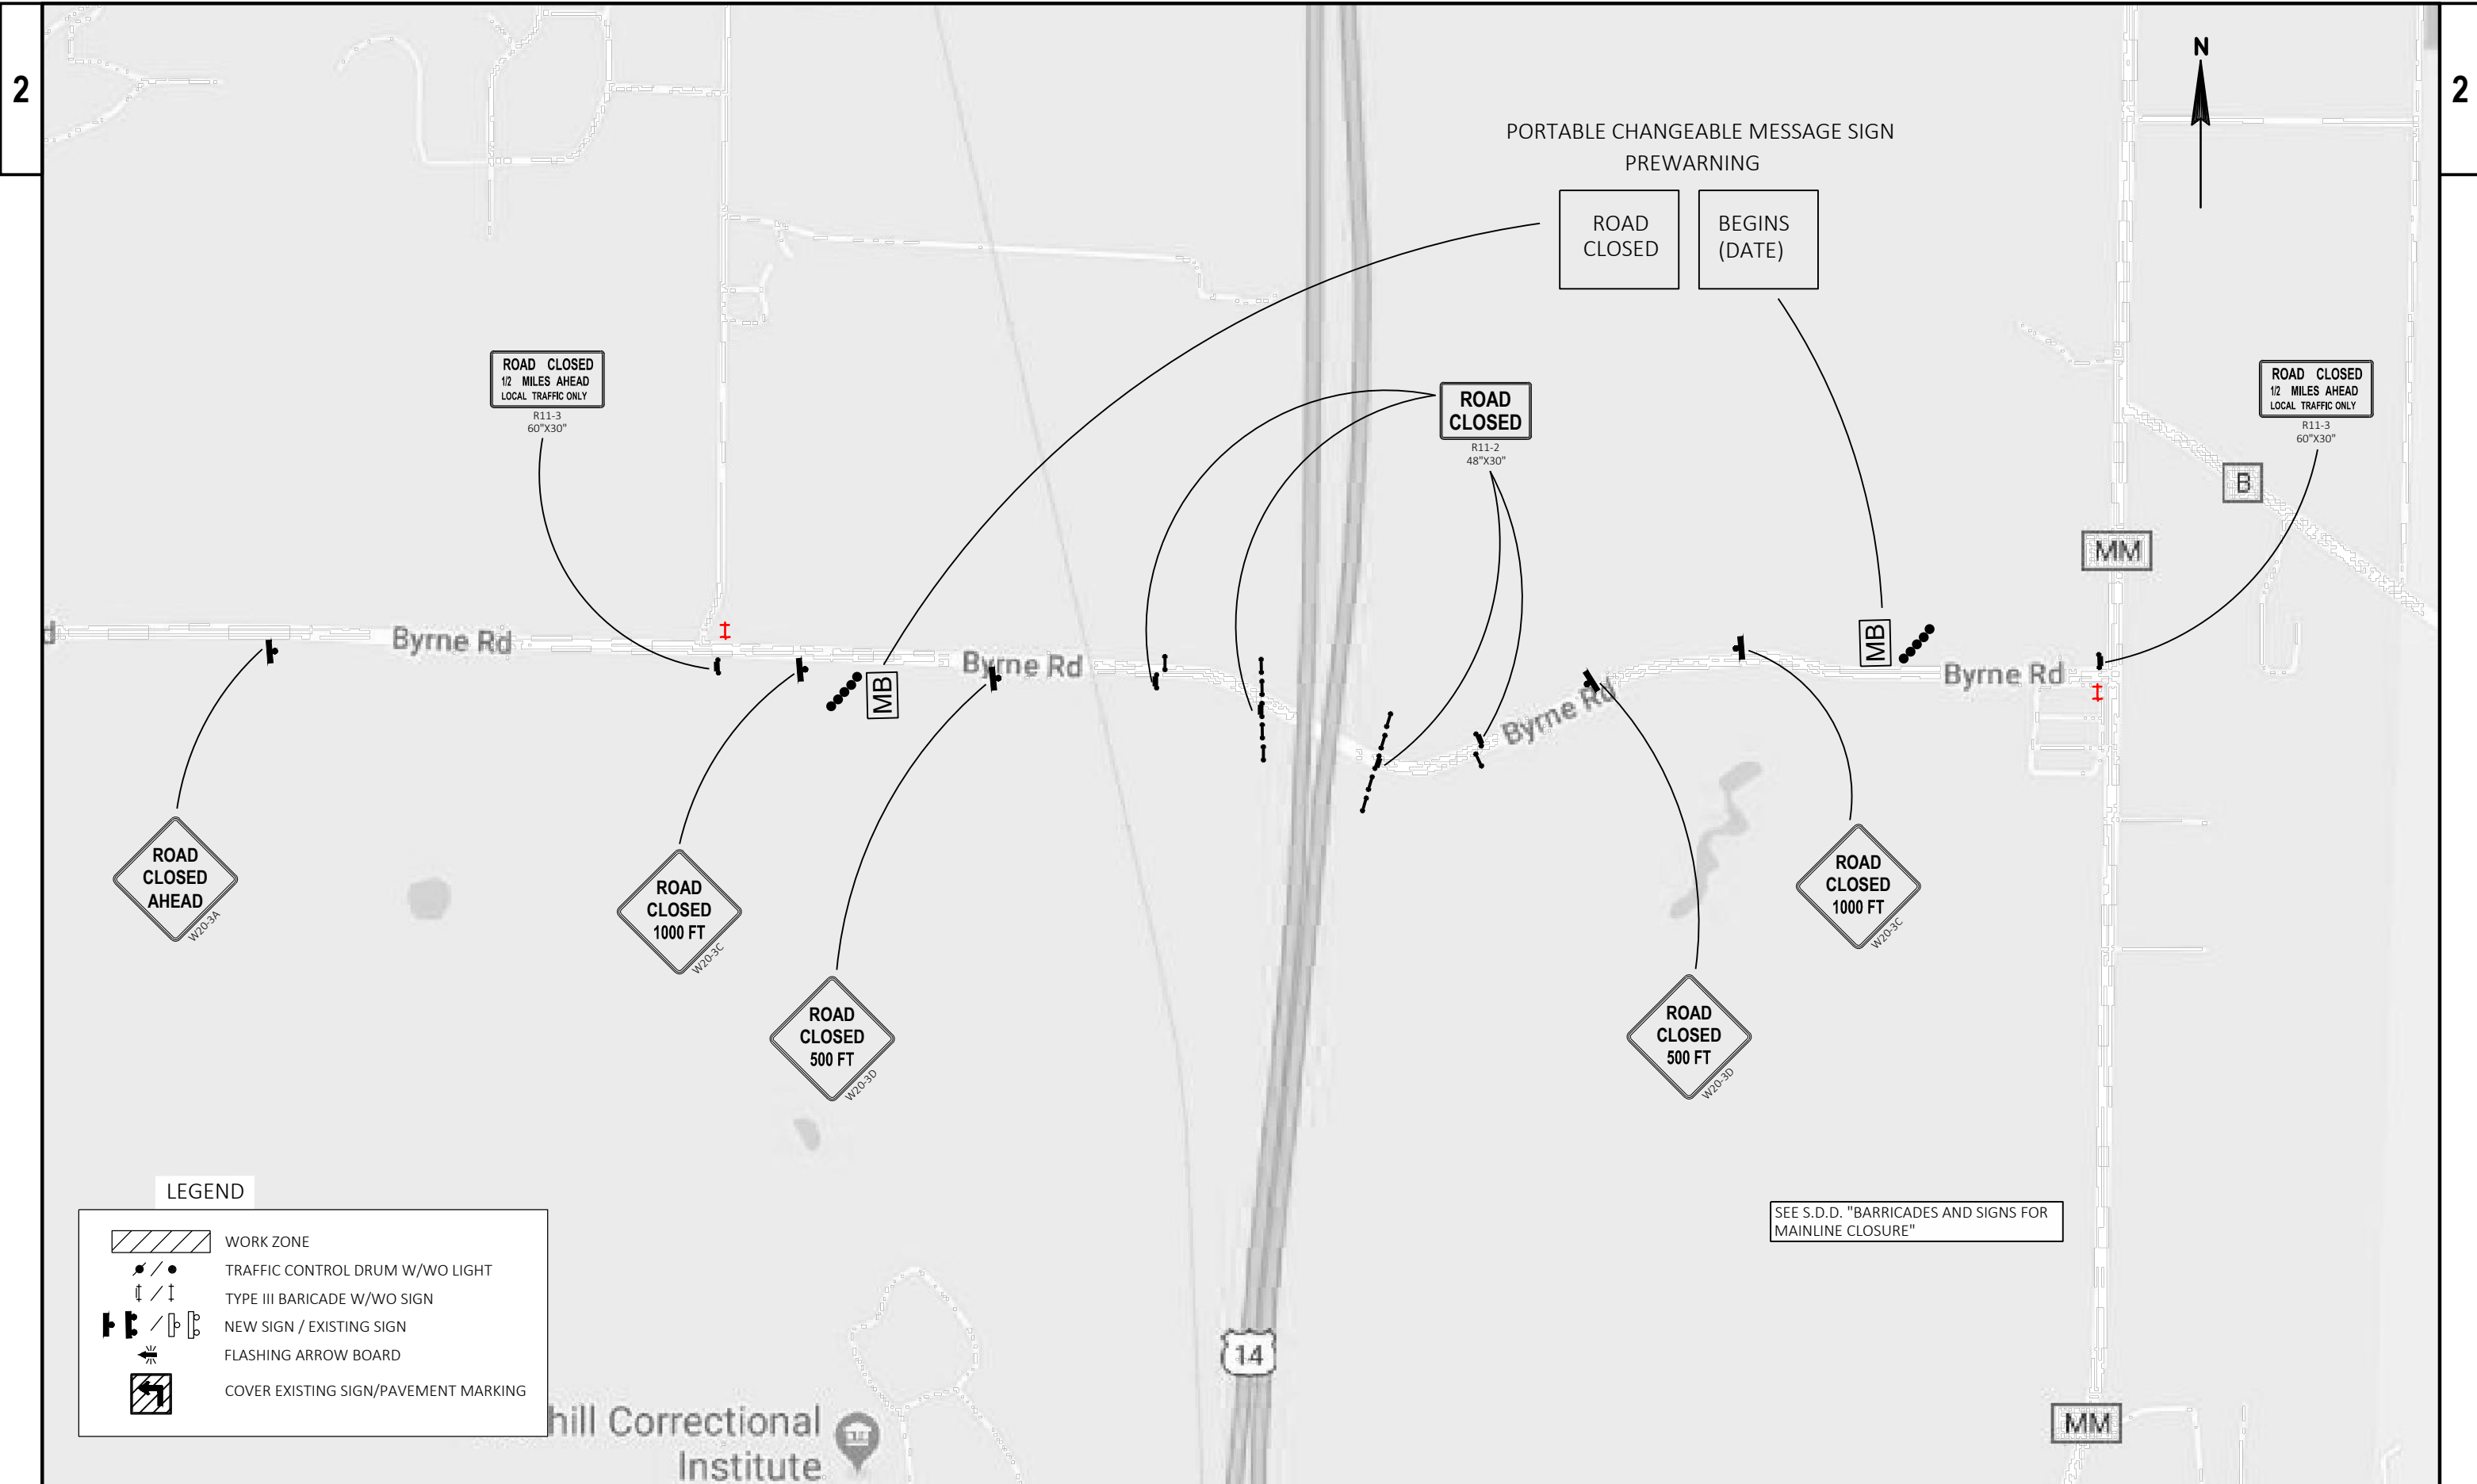 2
2
N
PORTABLE CHANGEABLE MESSAGE SIGN
PREWARNING
ROAD
CLOSED
BEGINS
(DATE)
ROAD CLOSED
1/2 MILES AHEAD
LOCAL TRAFFIC ONLY
R11-3
60"X30"
ROAD
CLOSED
R11-2
48"X30"
ROAD CLOSED
1/2 MILES AHEAD
LOCAL TRAFFIC ONLY
R11-3
60"X30"
B
MM
d
Byrne Rd
Byrne Rd
Byrne Rd
Byrne Rd
MB
MB
ROAD
CLOSED
AHEAD
W20-3A
ROAD
CLOSED
1000 FT
W20-3C
ROAD
CLOSED
500 FT
W20-3D
ROAD
CLOSED
500 FT
W20-3D
ROAD
CLOSED
1000 FT
W20-3C
LEGEND
WORK ZONE
TRAFFIC CONTROL DRUM W/WO LIGHT
TYPE III BARICADE W/WO SIGN
NEW SIGN / EXISTING SIGN
FLASHING ARROW BOARD
COVER EXISTING SIGN/PAVEMENT MARKING
SEE S.D.D. "BARRICADES AND SIGNS FOR
MAINLINE CLOSURE"
14
MM
hill Correctional
Institute